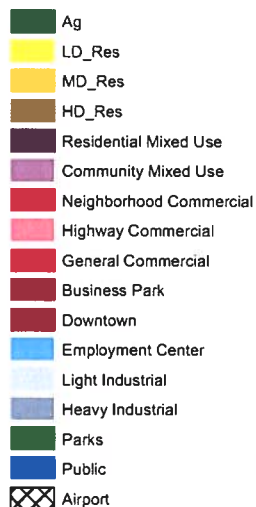 Ag
LD_Res
MD_Res
HD_Res
Residential Mixed Use
Community Mixed Use
Neighborhood Commercial
Highway Commercial
General Commercial
Business Park
Downtown
Employment Center
Light Industrial
Heavy Industrial
Parks
Public
Airport